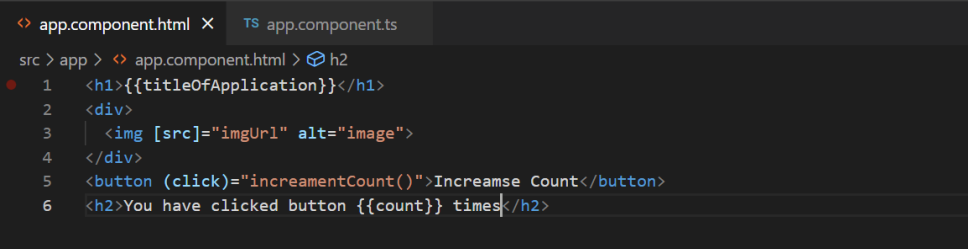 app.component.html TS app.component.ts
src > app > app.component.html > h2
1 <h1>{{titleOfApplication}}</h1>
2 <div>
3 <img [src]="imgUrl" alt="image">
4 </div>
5 <button (click)="increamentCount()">Increamse Count</button>
6 <h2>You have clicked button {{count}} times</h2>